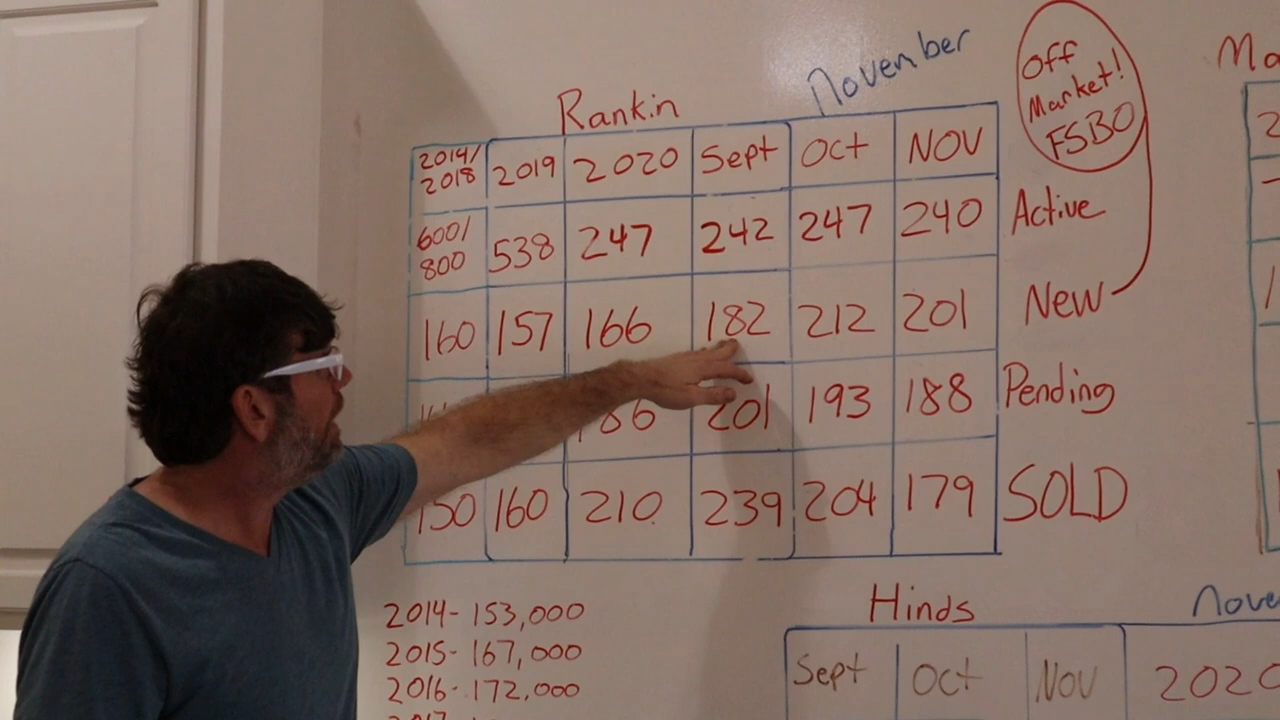 November
Rankin
Off
Market!
FSBO
2014/
2018 2019 2020 Sept Oct NOV
600/
800 538 247 242 247 240 Active
160 157 166 182 212 201 New
201 193 188 Pending
150 160 210 239 204 179 SOLD
2014- 153,000
2015- 167,000
2016- 172,000
Hinds
Sept Oct Nov 2020